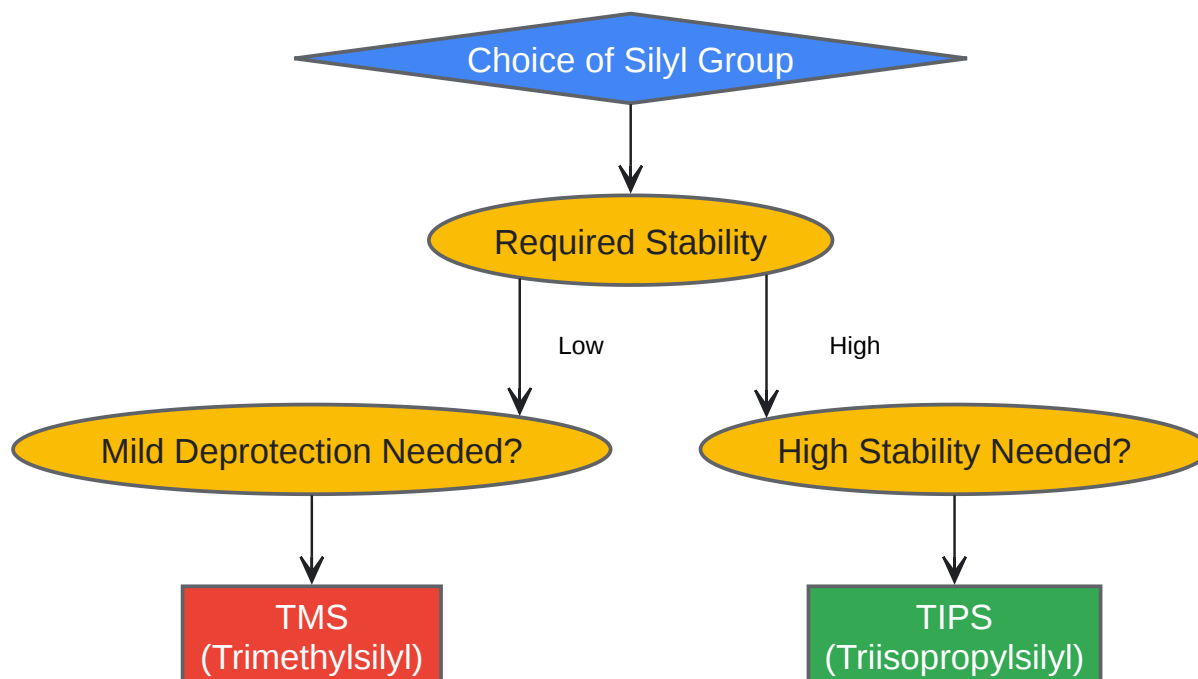 Choice of Silyl Group
Required Stability
Low
High
Mild Deprotection Needed?
High Stability Needed?
TMS
(Trimethylsilyl)
TIPS
(Triisopropylsilyl)